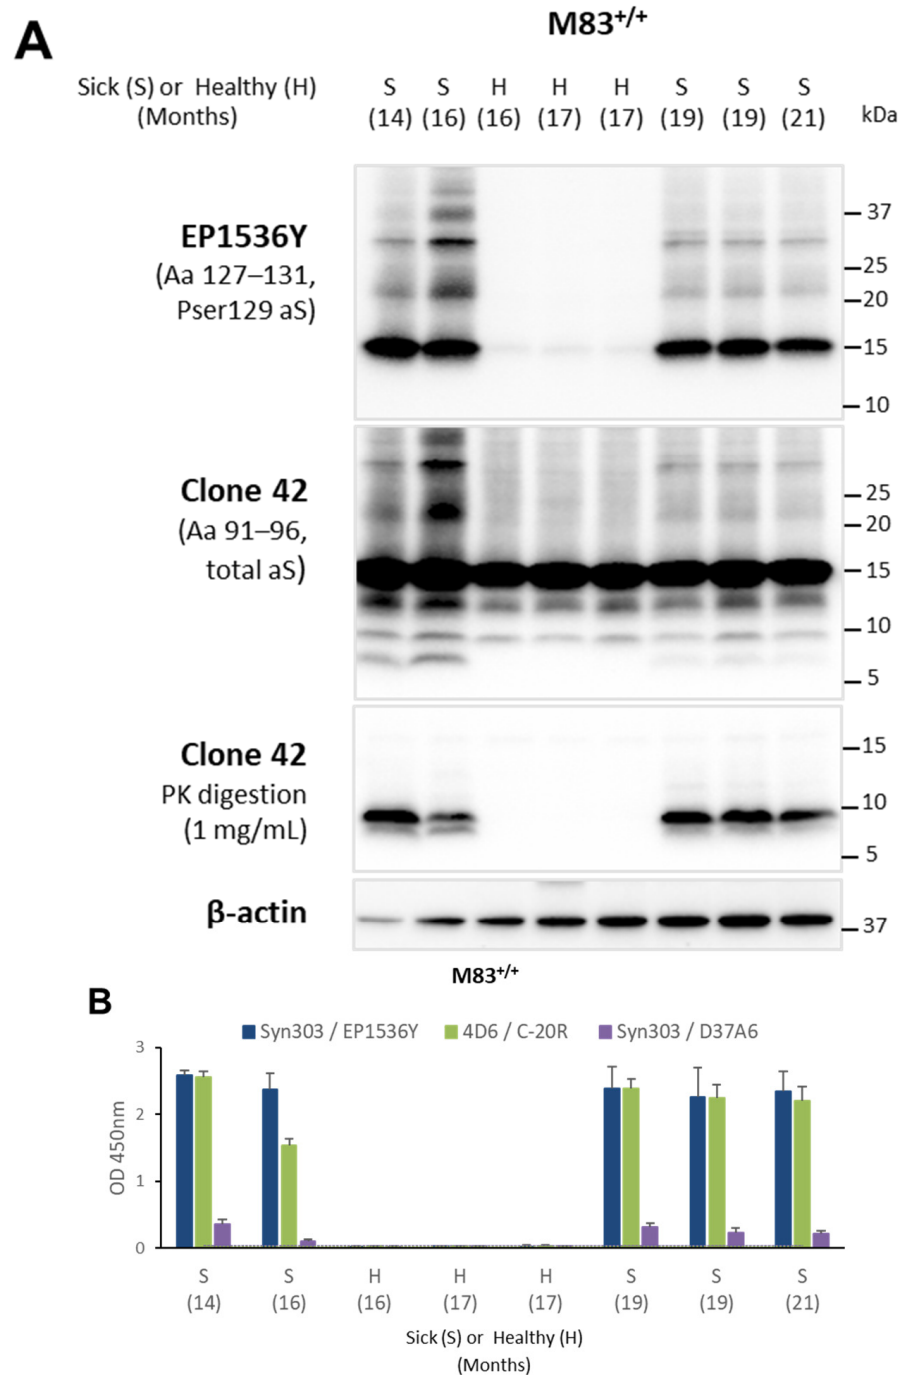 A
M83+/+
Sick (S) or Healthy (H)
(Months)
S S H H H S S S
(14) (16) (16) (17) (17) (19) (19) (21)
kDa
EP1536Y
(Aa 127–131,
Pser129 aS)
37
25
20
15
10
Clone 42
(Aa 91–96,
total aS)
25
20
15
10
5
Clone 42
PK digestion
(1 mg/mL)
15
10
5
β-actin
37
M83+/+
B
Syn303 / EP1536Y 4D6 / C-20R Syn303 / D37A6
OD 450nm
3
2
1
0
S S H H H S S S
(14) (16) (16) (17) (17) (19) (19) (21)
Sick (S) or Healthy (H)
(Months)